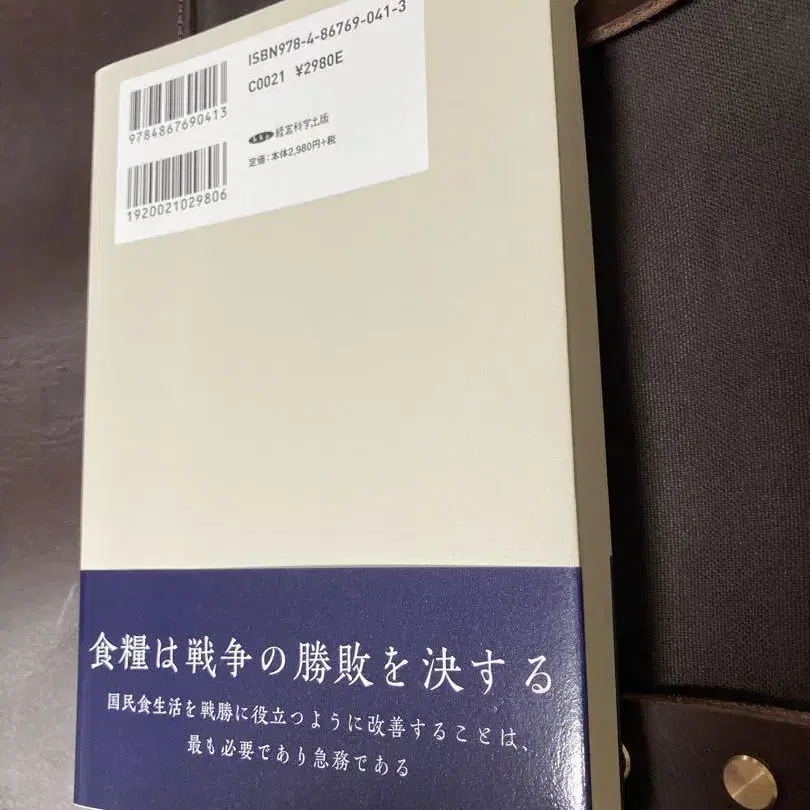 ISBN978-4-86769-041-3
C0021 ¥2980E
9784867690413
経営科学出版
定価:本体2,980円+税
1920021029806
食糧は戦争の勝敗を決する
国民食生活を戦勝に役立つように改善することは、
最も必要であり急務である